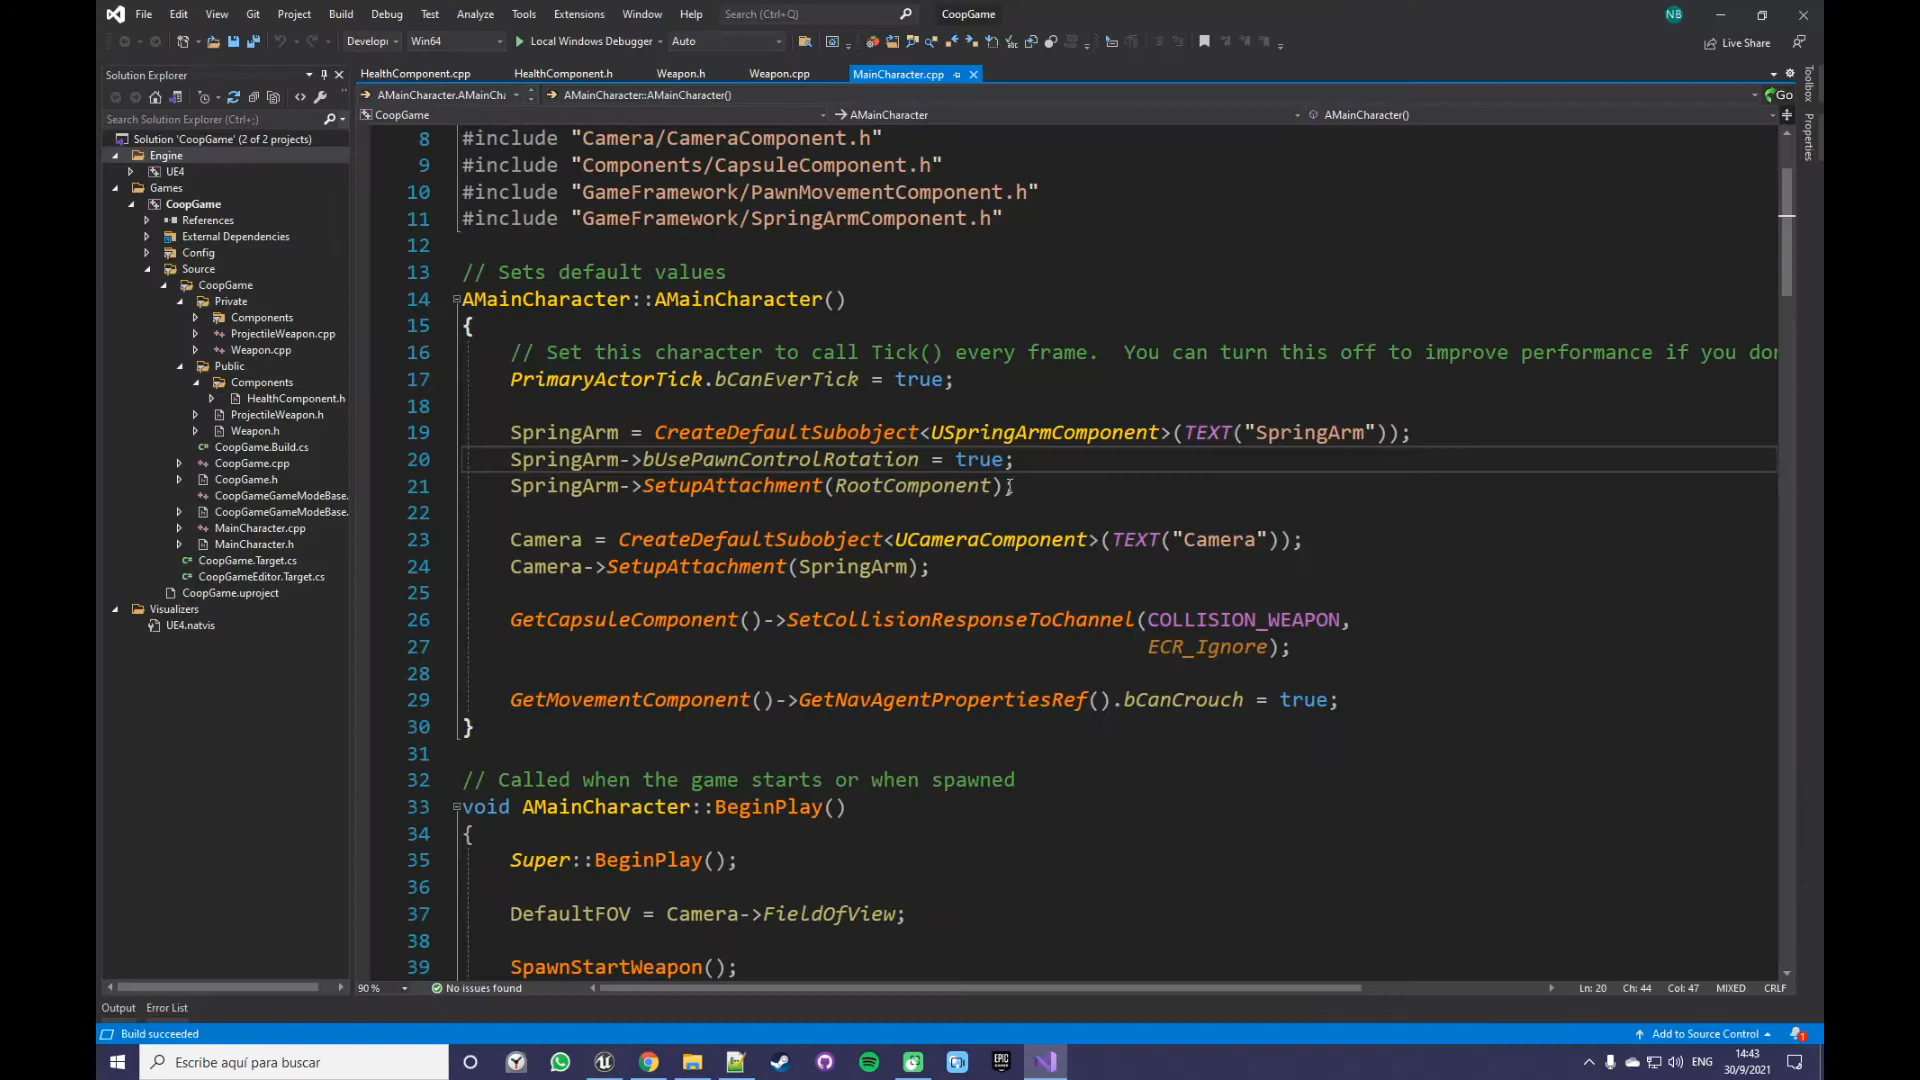 File Edit View Git Project Build Debug Test Analyze Tools Extensions Window Help Search (Ctrl+Q) CoopGame NB
Develop Win64 Local Windows Debugger Auto Live Share
Solution Explorer
HealthComponent.cpp HealthComponent.h Weapon.h Weapon.cpp MainCharacter.cpp
AMainCharacter.AMainCha AMainCharacter::AMainCharacter() Go
CoopGame AMainCharacter AMainCharacter()
Search Solution Explorer (Ctrl+;)
Solution 'CoopGame' (2 of 2 projects)
Engine
UE4
Games
CoopGame
References
External Dependencies
Config
Source
CoopGame
Private
Components
ProjectileWeapon.cpp
Weapon.cpp
Public
Components
HealthComponent.h
ProjectileWeapon.h
Weapon.h
CoopGame.Build.cs
CoopGame.cpp
CoopGame.h
CoopGameGameModeBase.
CoopGameGameModeBase.
MainCharacter.cpp
MainCharacter.h
CoopGame.Target.cs
CoopGameEditor.Target.cs
CoopGame.uproject
Visualizers
UE4.natvis
8 #include "Camera/CameraComponent.h"
9 #include "Components/CapsuleComponent.h"
10 #include "GameFramework/PawnMovementComponent.h"
11 #include "GameFramework/SpringArmComponent.h"
12
13 // Sets default values
14 AMainCharacter::AMainCharacter()
15 {
16 // Set this character to call Tick() every frame.  You can turn this off to improve performance if you don
17 PrimaryActorTick.bCanEverTick = true;
18
19 SpringArm = CreateDefaultSubobject<USpringArmComponent>(TEXT("SpringArm"));
20 SpringArm->bUsePawnControlRotation = true;
21 SpringArm->SetupAttachment(RootComponent);
22
23 Camera = CreateDefaultSubobject<UCameraComponent>(TEXT("Camera"));
24 Camera->SetupAttachment(SpringArm);
25
26 GetCapsuleComponent()->SetCollisionResponseToChannel(COLLISION_WEAPON,
27 ECR_Ignore);
28
29 GetMovementComponent()->GetNavAgentPropertiesRef().bCanCrouch = true;
30 }
31
32 // Called when the game starts or when spawned
33 void AMainCharacter::BeginPlay()
34 {
35 Super::BeginPlay();
36
37 DefaultFOV = Camera->FieldOfView;
38
39 SpawnStartWeapon();
Toolbox
Properties
90 % No issues found Ln: 20 Ch: 44 Col: 47 MIXED CRLF
Output Error List
Build succeeded Add to Source Control 1
Escribe aquí para buscar EPIC GAMES ENG 14:43
30/9/2021